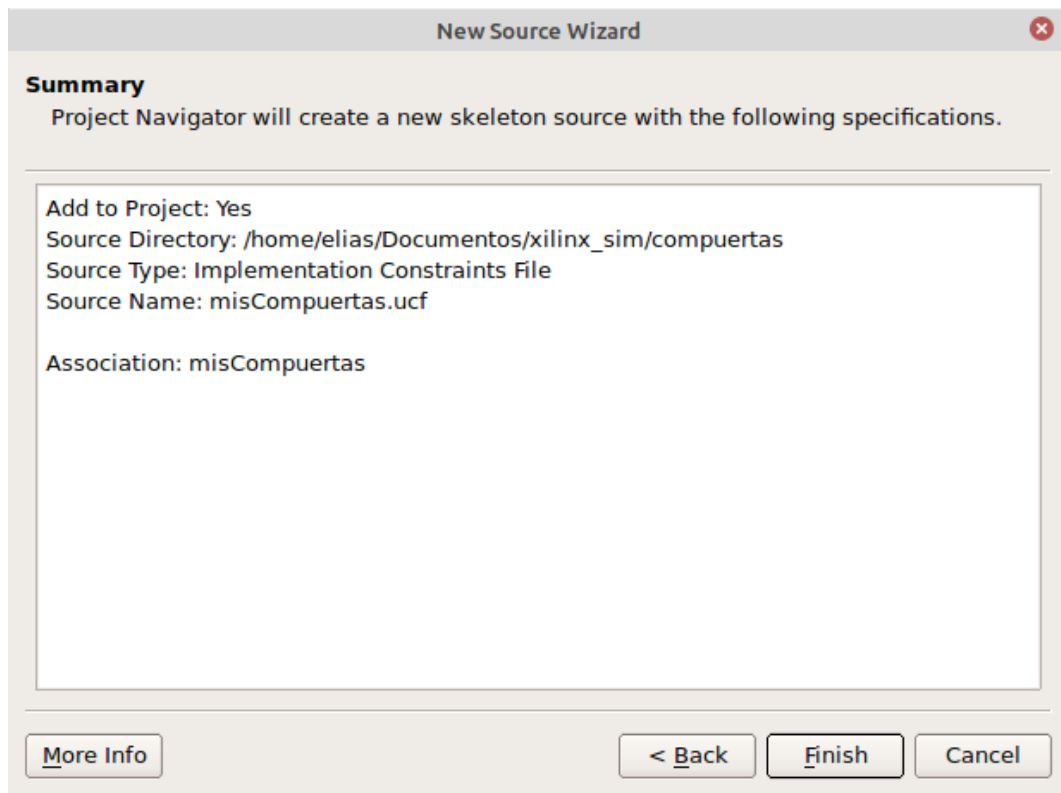 New Source Wizard
Summary
Project Navigator will create a new skeleton source with the following specifications.
Add to Project: Yes
Source Directory: /home/elias/Documentos/xilinx_sim/compuertas
Source Type: Implementation Constraints File
Source Name: misCompuertas.ucf
Association: misCompuertas
More Info
< Back
Finish
Cancel